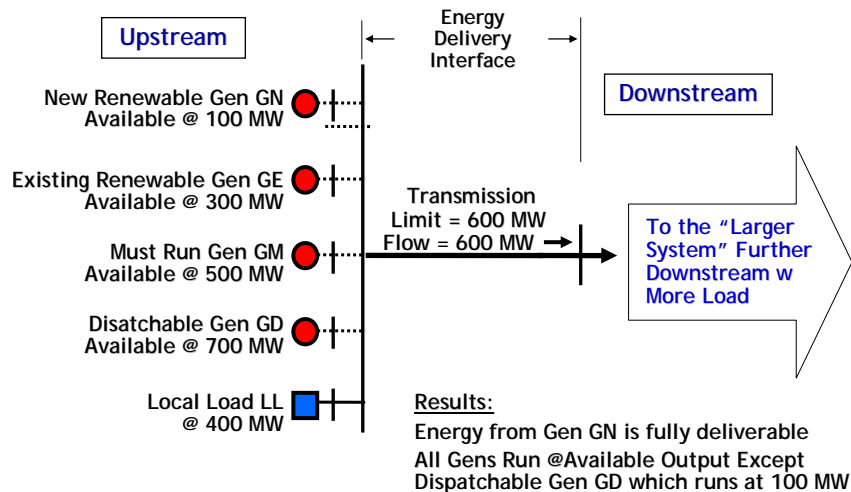 Upstream
Energy
Delivery
Interface
Downstream
New Renewable Gen GN
Available @ 100 MW
Existing Renewable Gen GE
Available @ 300 MW
Must Run Gen GM
Available @ 500 MW
Disatchable Gen GD
Available @ 700 MW
Local Load LL
@ 400 MW
Transmission
Limit = 600 MW
Flow = 600 MW
To the “Larger
System” Further
Downstream w
More Load
Results:
Energy from Gen GN is fully deliverable
All Gens Run @Available Output Except
Dispatchable Gen GD which runs at 100 MW